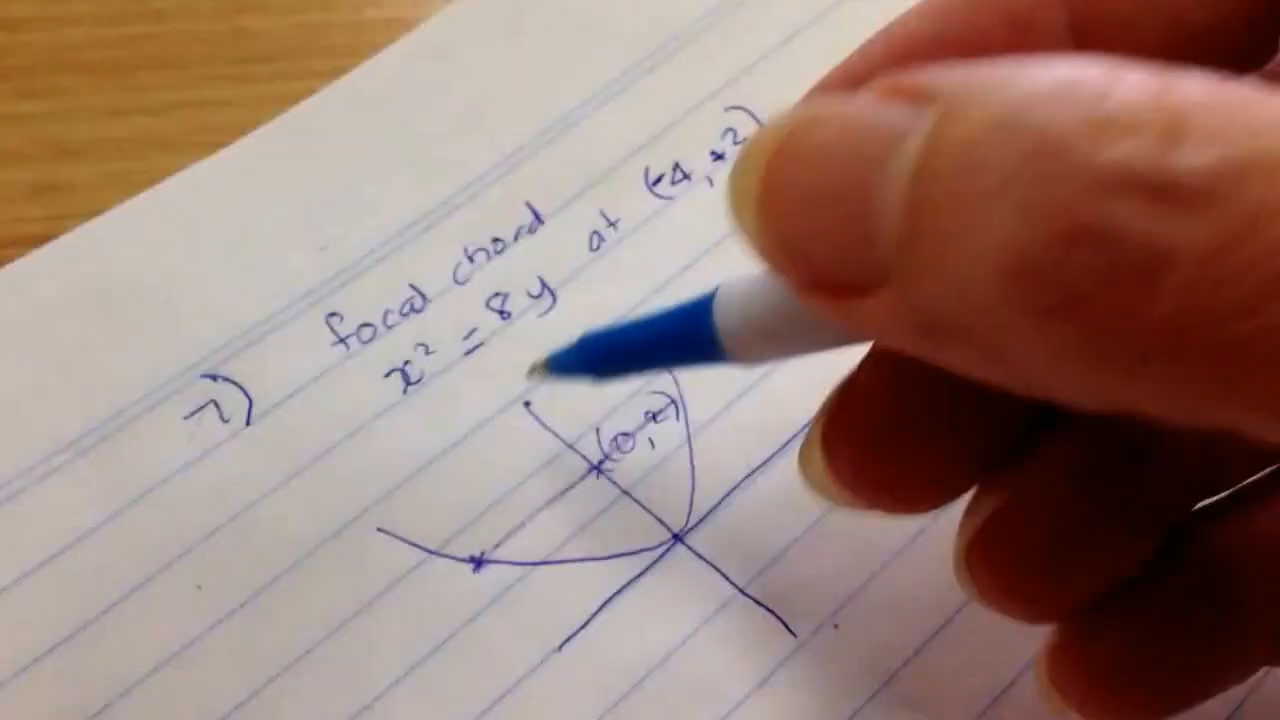 7) focal chord
x² = 8y at (-4, +2)
(0, 2)